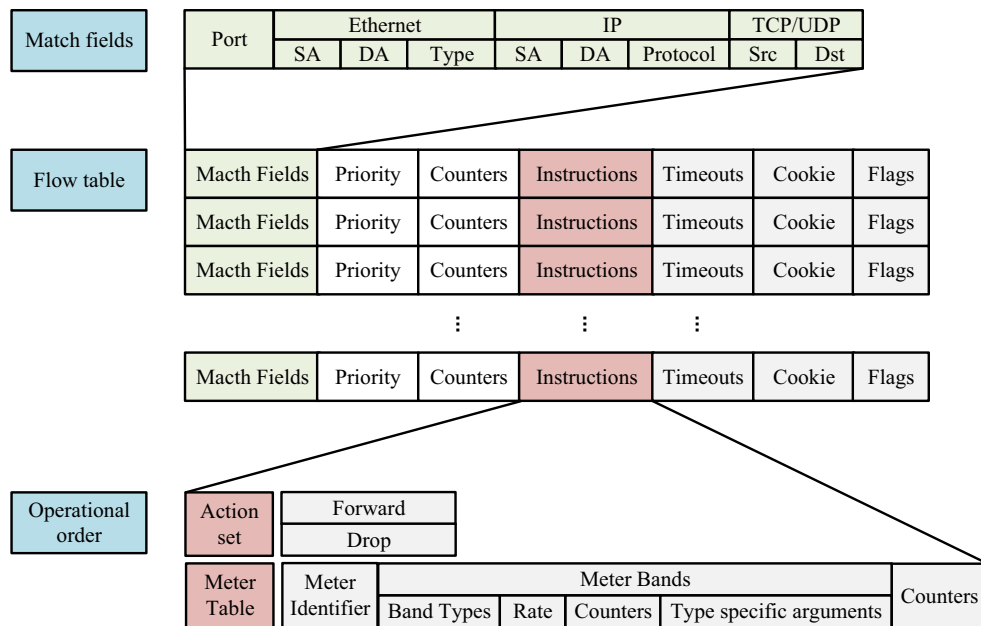 Match fields
Port
Ethernet
IP
TCP/UDP
SA
DA
Type
SA
DA
Protocol
Src
Dst
Flow table
Macth Fields
Priority
Counters
Instructions
Timeouts
Cookie
Flags
Macth Fields
Priority
Counters
Instructions
Timeouts
Cookie
Flags
Macth Fields
Priority
Counters
Instructions
Timeouts
Cookie
Flags
⋮
⋮
⋮
Macth Fields
Priority
Counters
Instructions
Timeouts
Cookie
Flags
Operational
order
Action
set
Forward
Drop
Meter
Table
Meter
Identifier
Meter Bands
Band Types
Rate
Counters
Type specific arguments
Counters